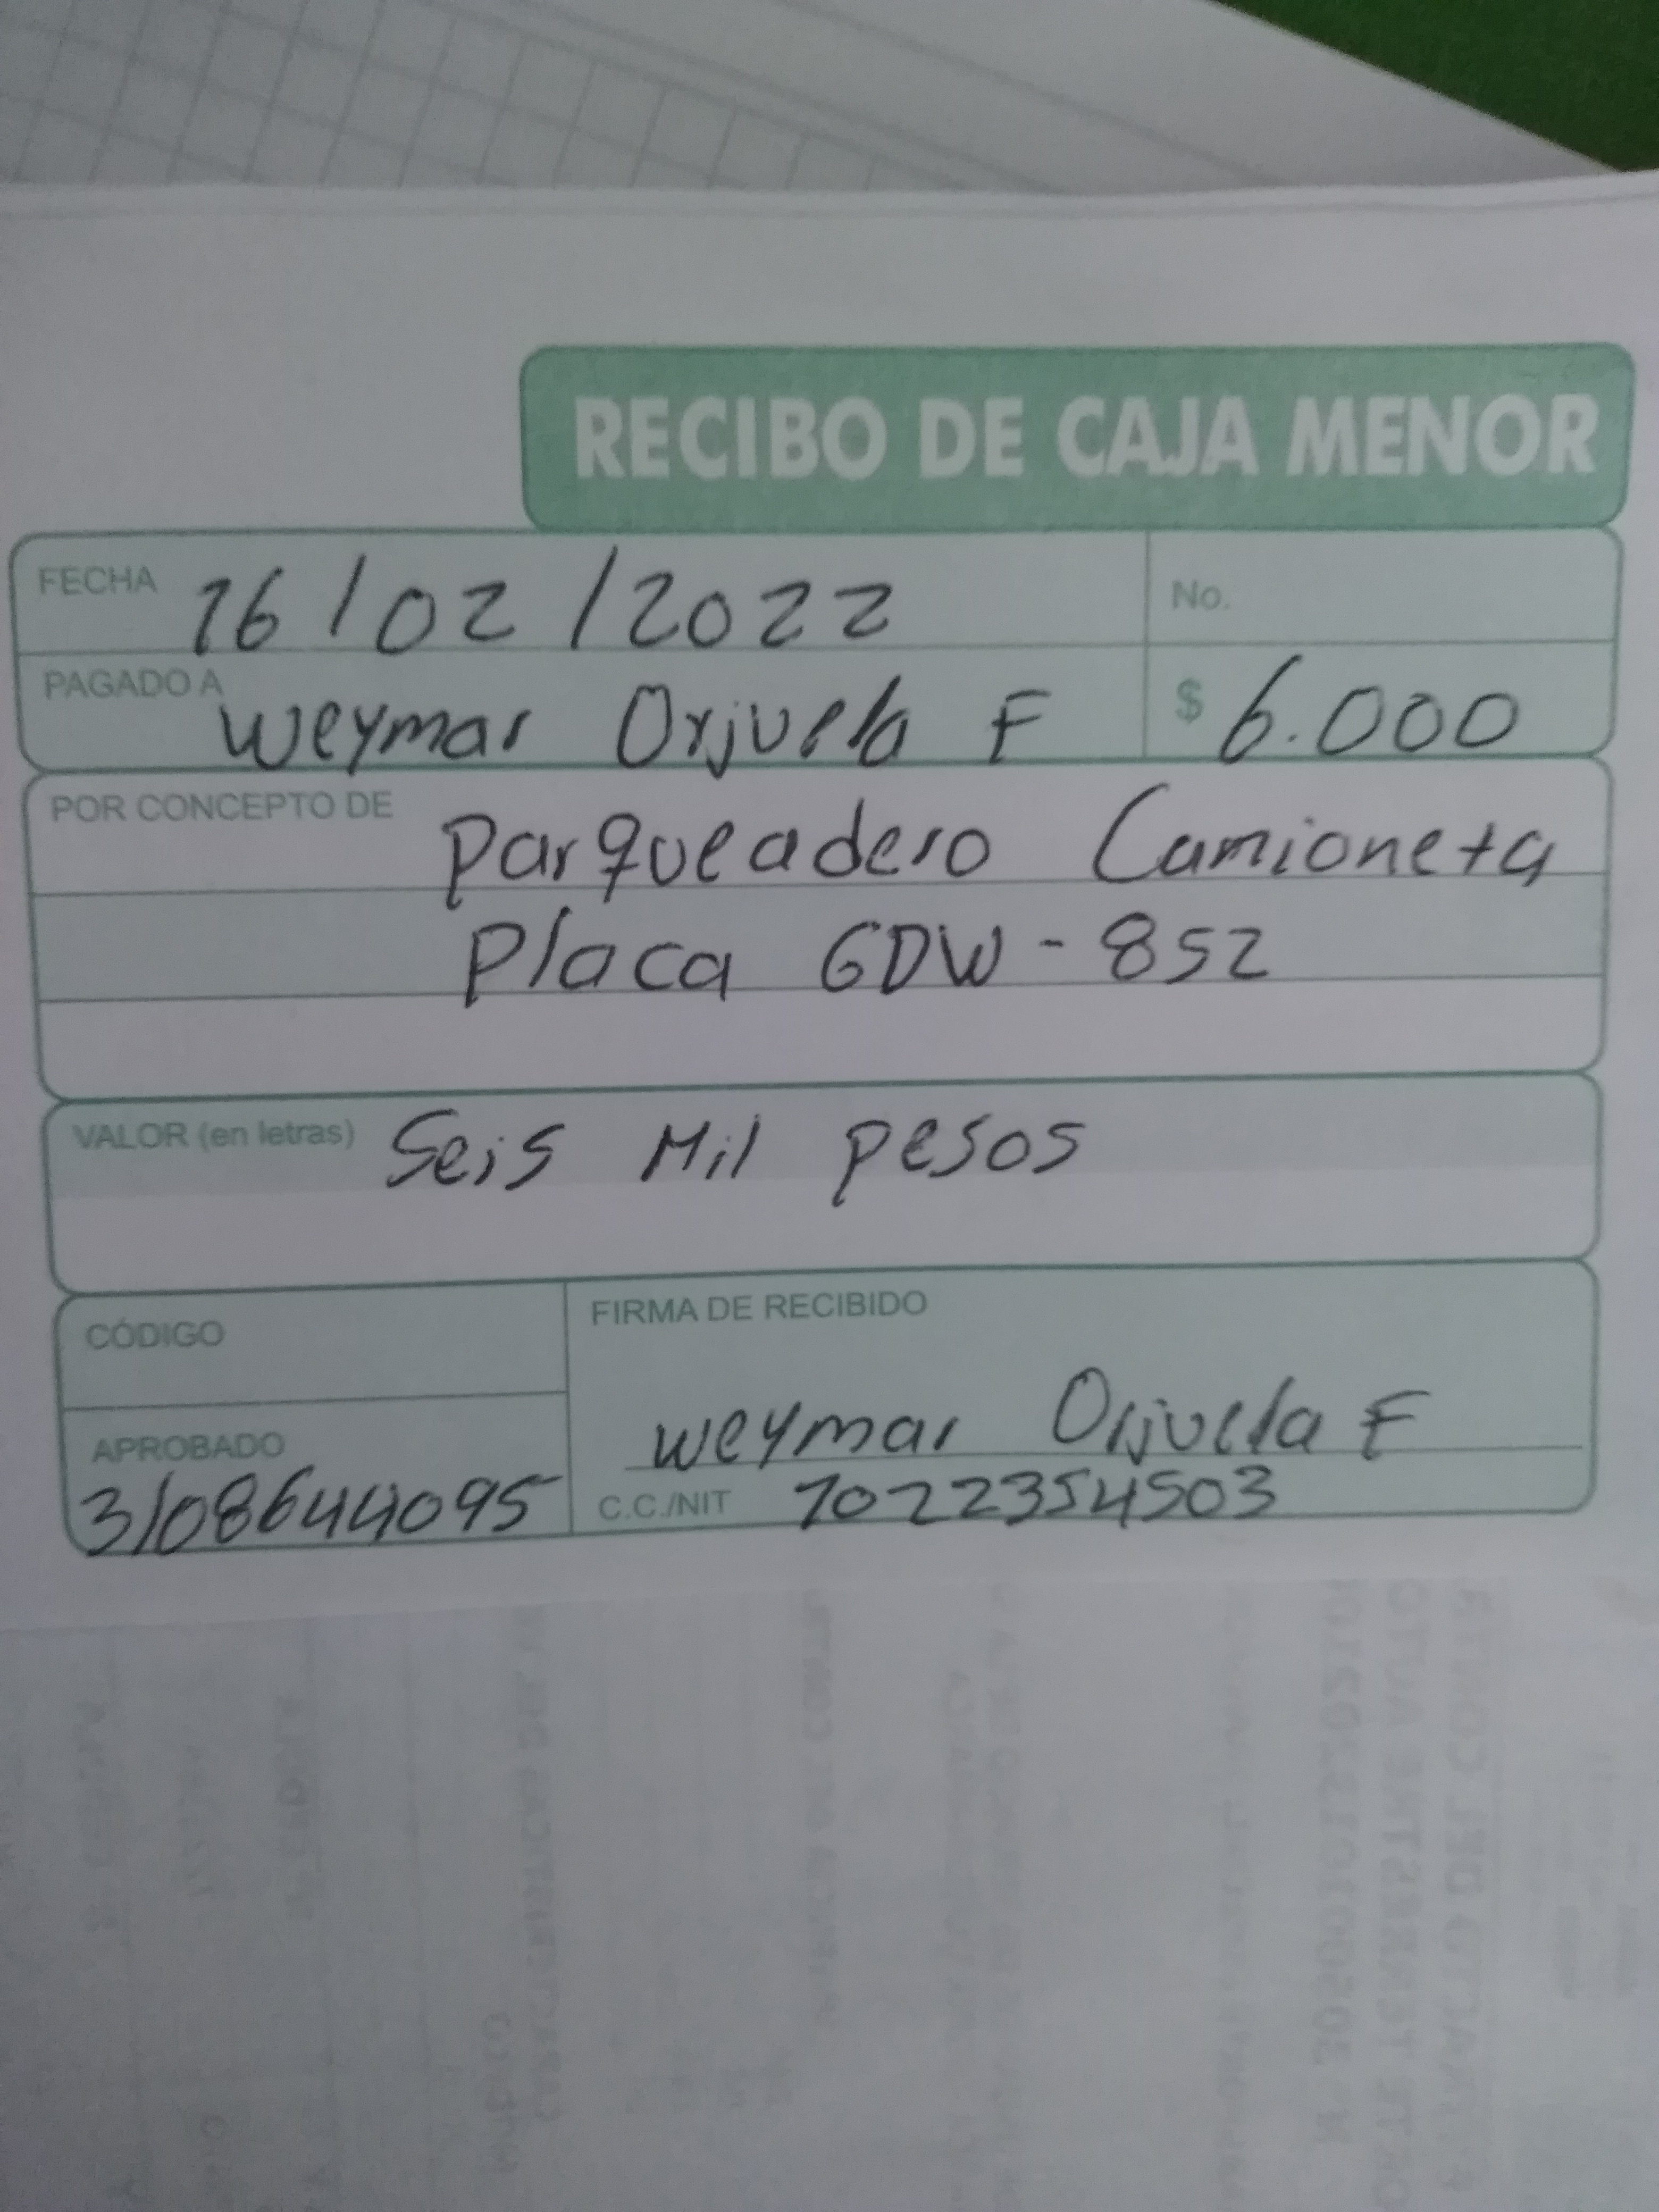 RECIBO DE CAJA MENOR
FECHA 16/02/2022
No.
PAGADO A Weymar Orjuela F
$ 6.000
POR CONCEPTO DE Parqueadero Camioneta
Placa GDW-852
VALOR (en letras) Seis Mil pesos
CÓDIGO
FIRMA DE RECIBIDO
Weymar Orjuela F
APROBADO
3108644095
C.C./NIT 1022354503